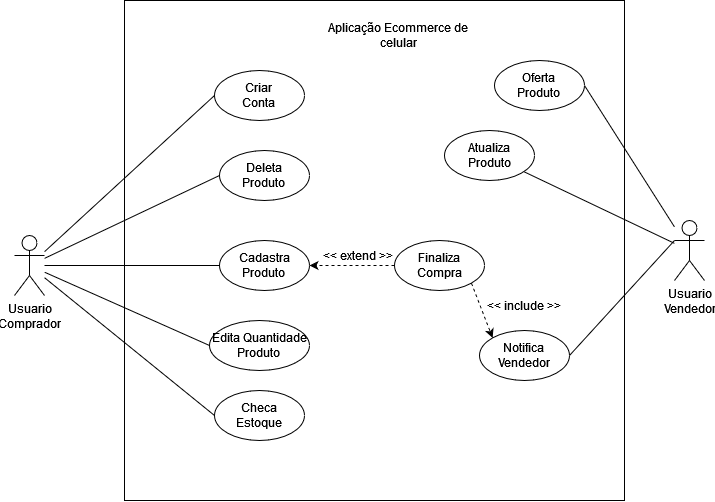 Aplicação Ecommerce de
celular
Criar
Conta
Oferta
Produto
Deleta
Produto
Atualiza
Produto
Cadastra
Produto
<< extend >>
Finaliza
Compra
Usuario
Comprador
Usuario
Vendedor
<< include >>
Edita Quantidade
Produto
Notifica
Vendedor
Checa
Estoque